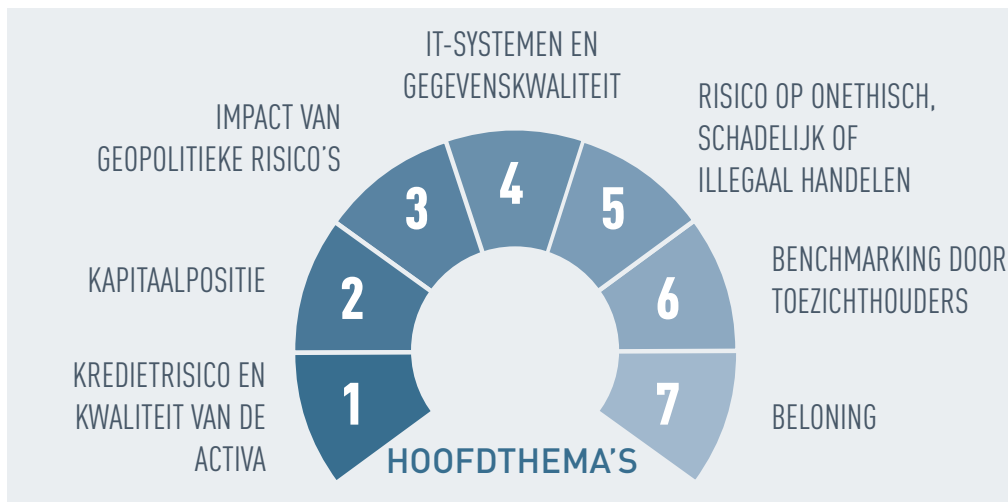 1
KREDIETRISICO EN
KWALITEIT VAN DE
ACTIVA
2
KAPITAALPOSITIE
3
IMPACT VAN
GEOPOLITIEKE RISICO'S
4
IT-SYSTEMEN EN
GEGEVENSKWALITEIT
5
RISICO OP ONETHISCH,
SCHADELIJK OF
ILLEGAAL HANDELEN
6
BENCHMARKING DOOR
TOEZICHTHOUDERS
7
BELONING
HOOFDTHEMA'S